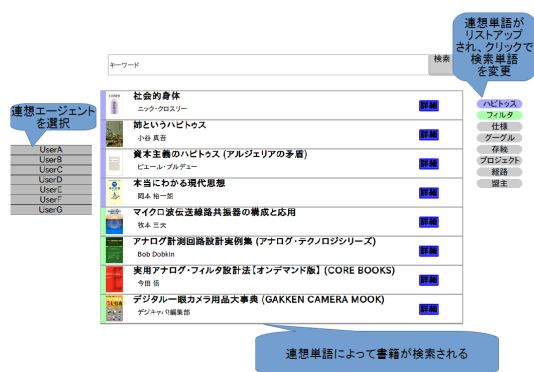 連想単語が
リストアップ
され、クリックで
検索単語
を変更
キーワード
検索
連想エージェント
を選択
UserA
UserB
UserC
UserD
UserE
UserF
UserG
社会的身体
ニック・クロスリー
詳細
姉というハビトゥス
小谷 真吾
詳細
資本主義のハビトゥス (アルジェリアの矛盾)
ピエール・ブルデュー
詳細
本当にわかる現代思想
岡本 裕一朗
詳細
マイクロ波伝送線路共振器の構成と応用
牧本 三夫
詳細
アナログ計測回路設計実例集 (アナログ・テクノロジシリーズ)
Bob Dobkin
詳細
実用アナログ・フィルタ設計法【オンデマンド版】 (CORE BOOKS)
今田 悟
詳細
デジタル一眼カメラ用品大事典 (GAKKEN CAMERA MOOK)
デジキャパ!編集部
詳細
ハビトゥス
フィルタ
仕様
グーグル
存続
プロジェクト
経路
盟主
連想単語によって書籍が検索される